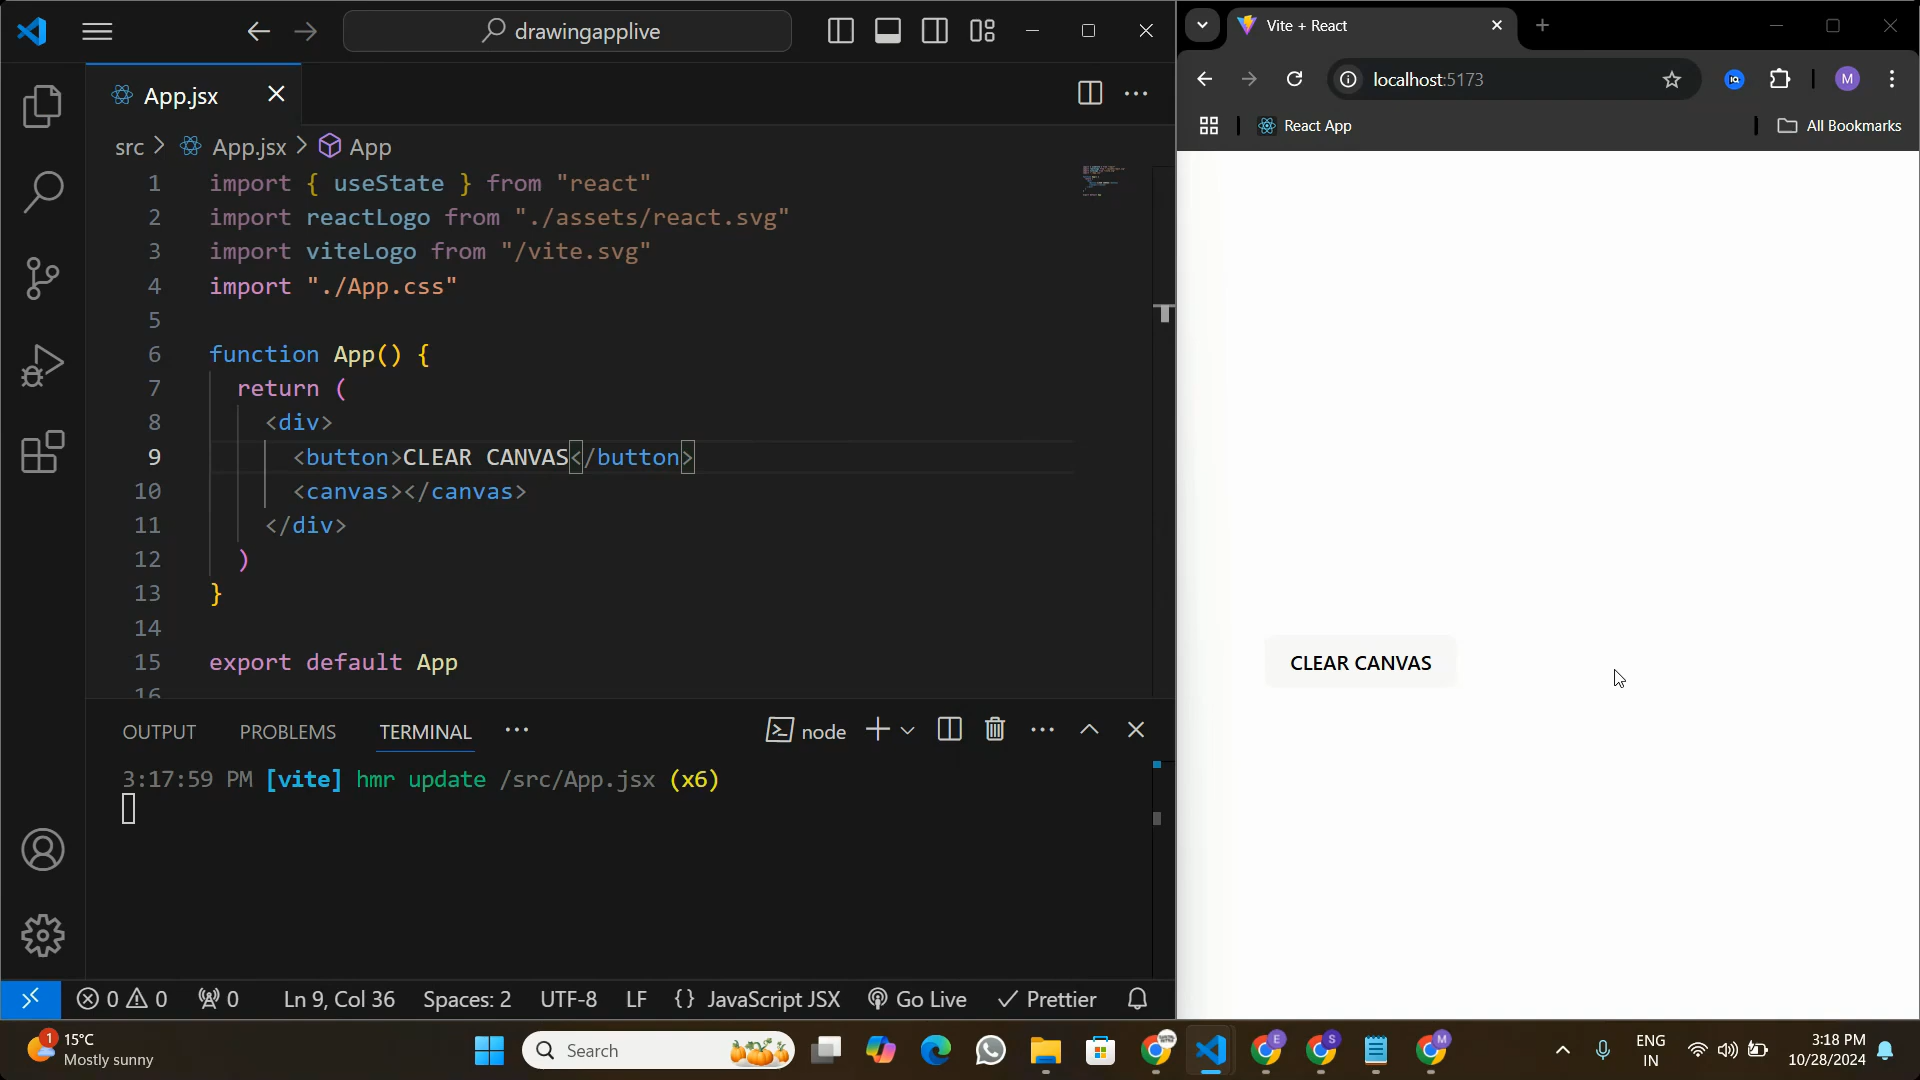 drawingapplive
App.jsx
src > App.jsx > App
1 import { useState } from "react"
2 import reactLogo from "./assets/react.svg"
3 import viteLogo from "/vite.svg"
4 import "./App.css"
5
6 function App() {
7 return (
8 <div>
9 <button>CLEAR CANVAS</button>
10 <canvas></canvas>
11 </div>
12 )
13 }
14
15 export default App
16
OUTPUT PROBLEMS TERMINAL ... node
3:17:59 PM [vite] hmr update /src/App.jsx (x6)
0 0 0 Ln 9, Col 36 Spaces: 2 UTF-8 LF {} JavaScript JSX Go Live Prettier
Vite + React
localhost:5173
M
React App
All Bookmarks
CLEAR CANVAS
1 15°C
Mostly sunny
Search
E
S
M
ENG
IN
3:18 PM
10/28/2024